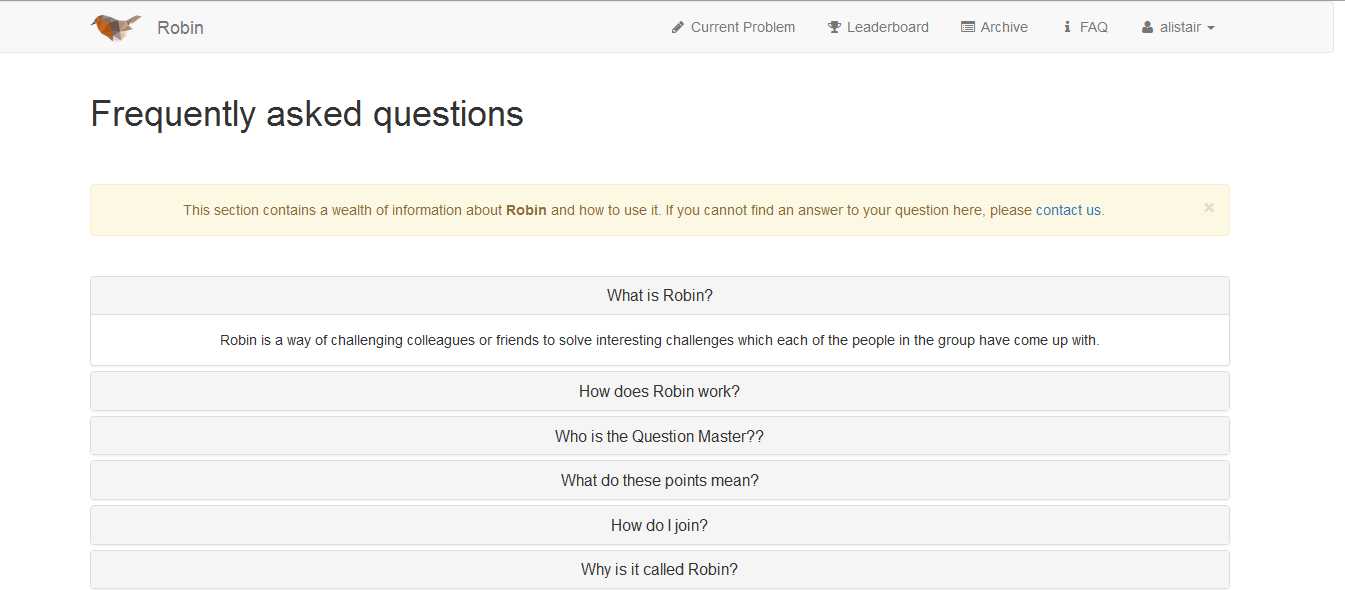 Robin Current Problem Leaderboard Archive FAQ alistair
Frequently asked questions
This section contains a wealth of information about Robin and how to use it. If you cannot find an answer to your question here, please contact us. ×
What is Robin?
Robin is a way of challenging colleagues or friends to solve interesting challenges which each of the people in the group have come up with.
How does Robin work?
Who is the Question Master??
What do these points mean?
How do I join?
Why is it called Robin?